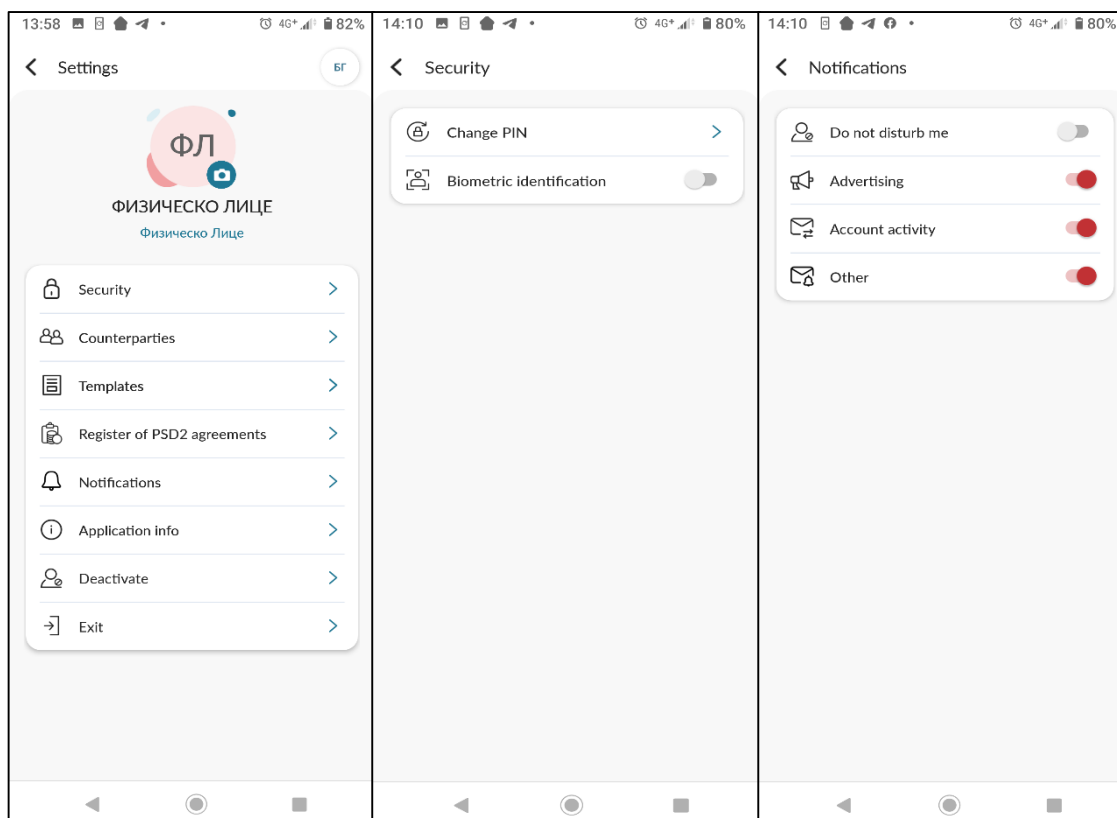 13:58 4G+ 82%
Settings БГ
ФЛ
ФИЗИЧЕСКО ЛИЦЕ
Физическо Лице
Security
Counterparties
Templates
Register of PSD2 agreements
Notifications
Application info
Deactivate
Exit
14:10 4G+ 80%
Security
Change PIN
Biometric identification
14:10 4G+ 80%
Notifications
Do not disturb me
Advertising
Account activity
Other